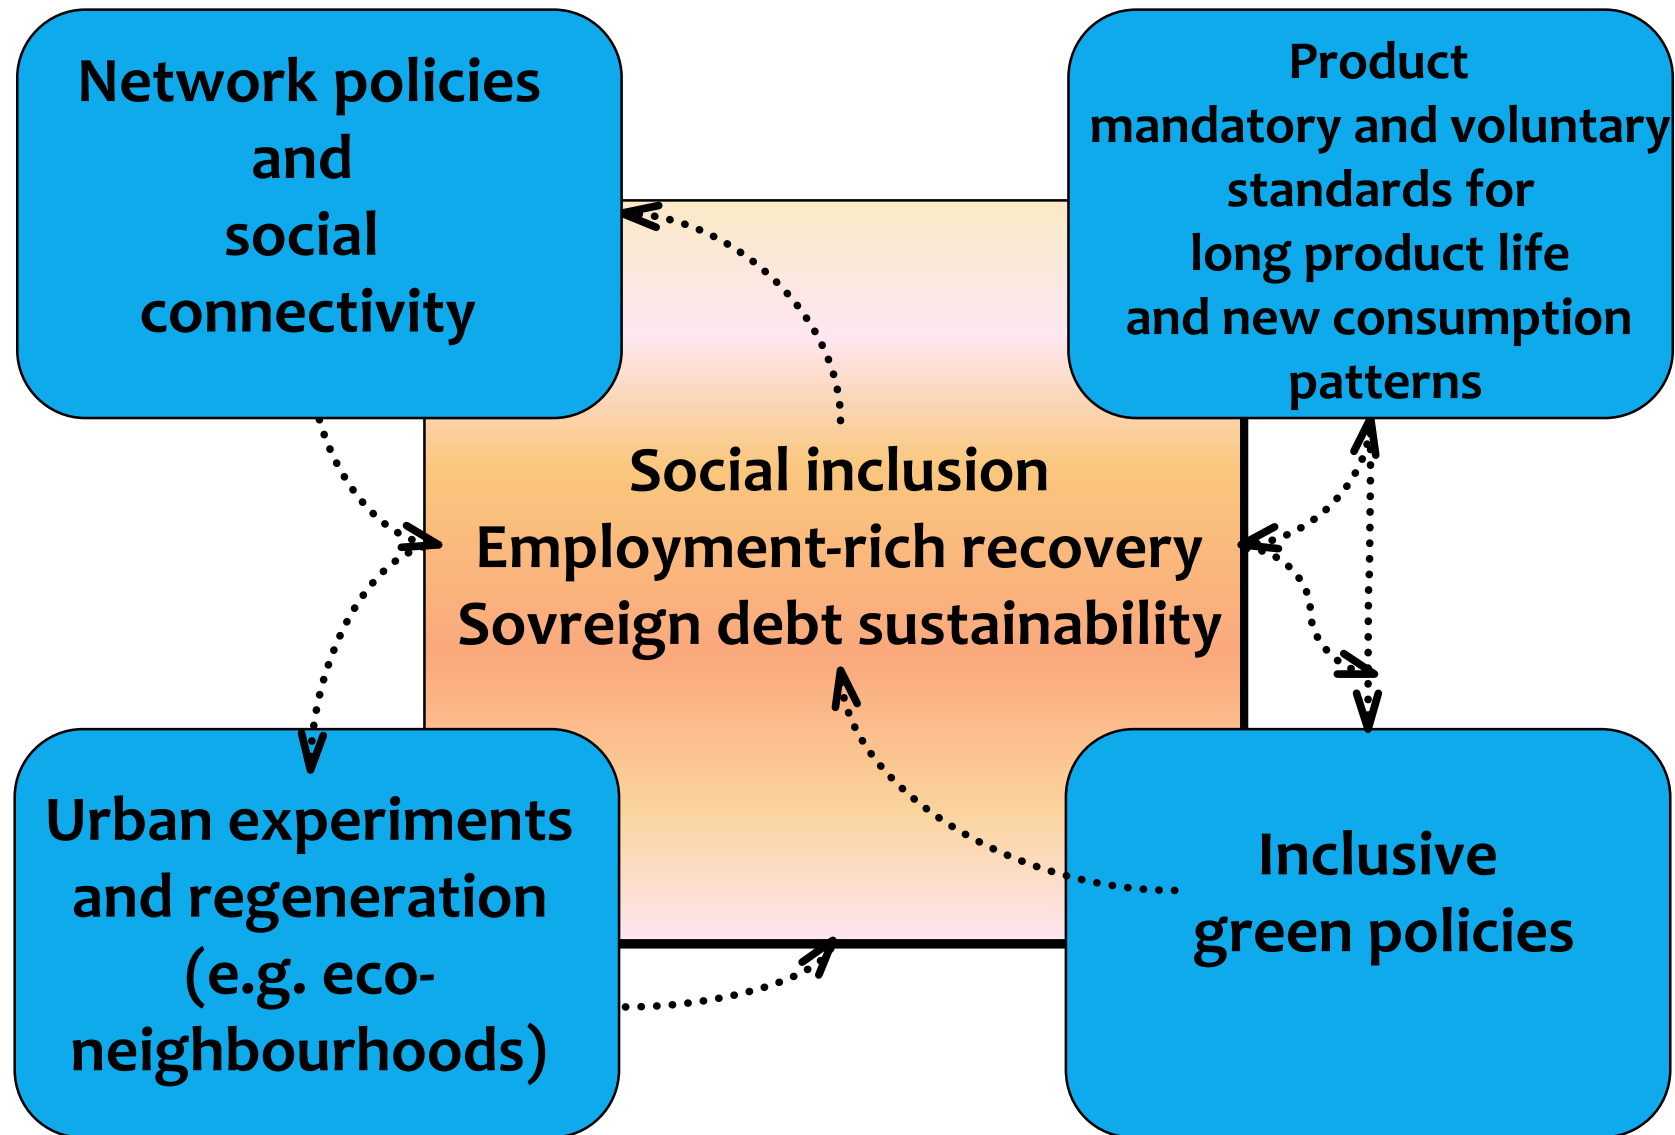 Network policies
and
social
connectivity
Product
mandatory and voluntary
standards for
long product life
and new consumption
patterns
Social inclusion
Employment-rich recovery
Sovreign debt sustainability
Urban experiments
and regeneration
(e.g. eco-
neighbourhoods)
Inclusive
green policies